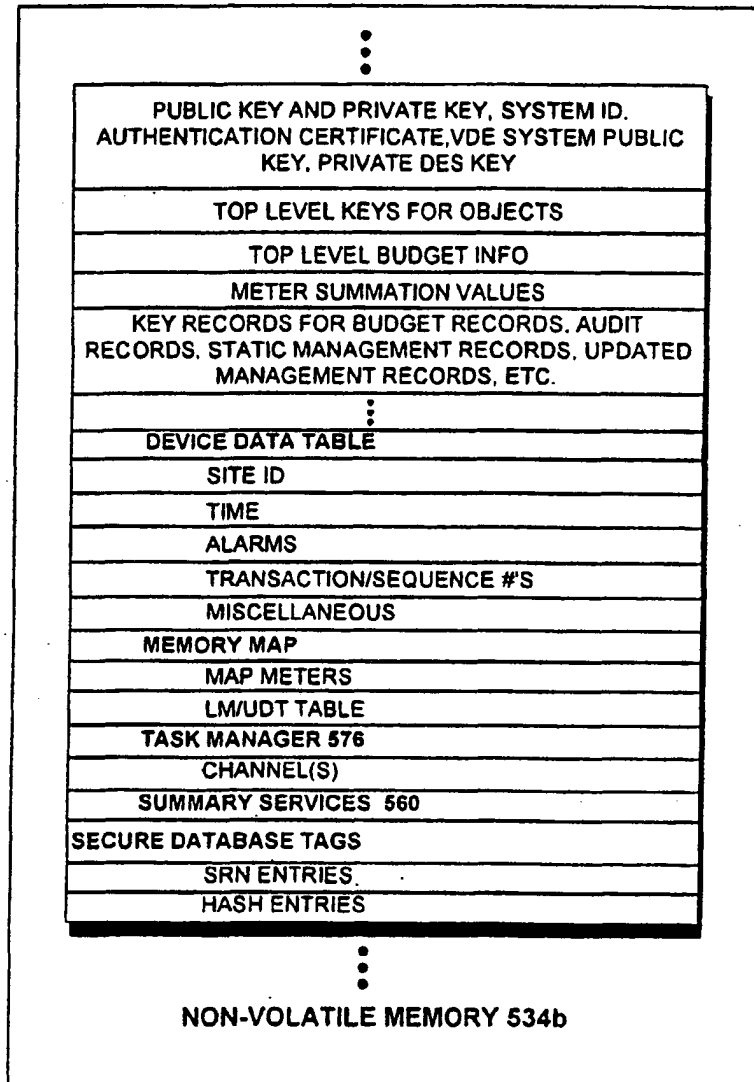 PUBLIC KEY AND PRIVATE KEY, SYSTEM ID.
AUTHENTICATION CERTIFICATE,VDE SYSTEM PUBLIC
KEY, PRIVATE DES KEY
TOP LEVEL KEYS FOR OBJECTS
TOP LEVEL BUDGET INFO
METER SUMMATION VALUES
KEY RECORDS FOR BUDGET RECORDS, AUDIT
RECORDS, STATIC MANAGEMENT RECORDS, UPDATED
MANAGEMENT RECORDS, ETC.
DEVICE DATA TABLE
SITE ID
TIME
ALARMS
TRANSACTION/SEQUENCE #'S
MISCELLANEOUS
MEMORY MAP
MAP METERS
LM/UDT TABLE
TASK MANAGER 576
CHANNEL(S)
SUMMARY SERVICES 560
SECURE DATABASE TAGS
SRN ENTRIES
HASH ENTRIES
NON-VOLATILE MEMORY 534b